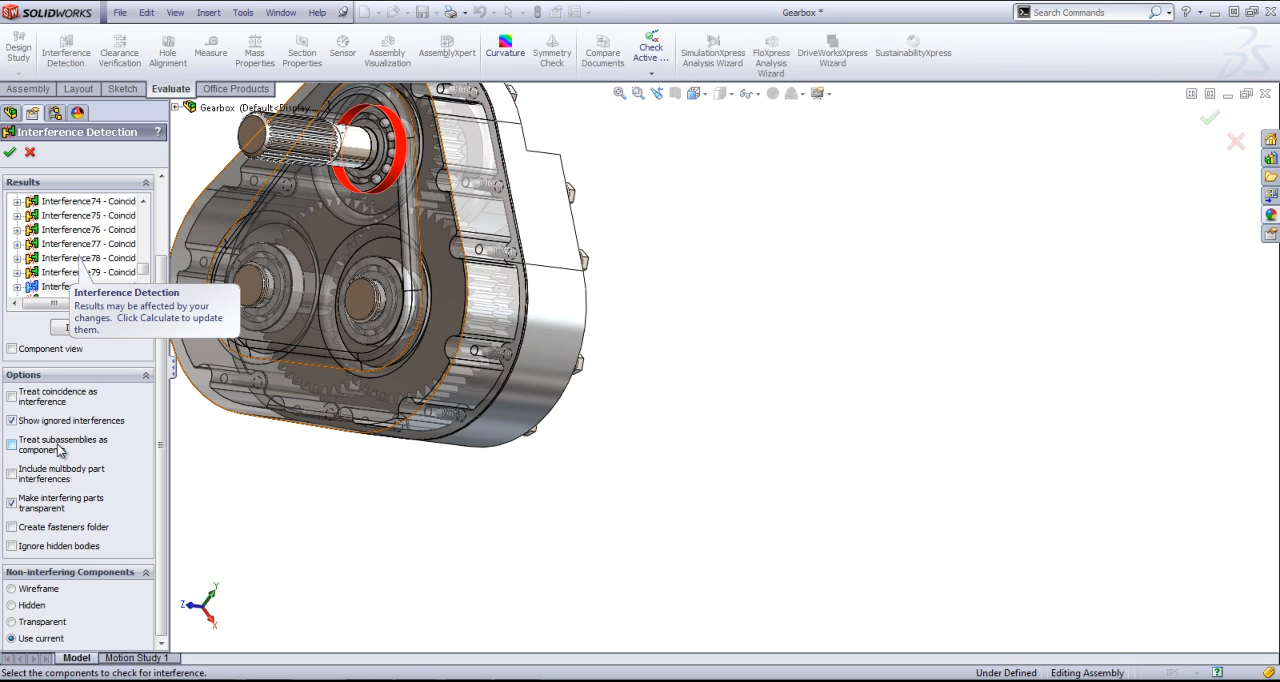 SOLIDWORKS
File Edit View Insert Tools Window Help
Gearbox *
Search Commands
Design Study
Interference Detection
Clearance Verification
Hole Alignment
Measure
Mass Properties
Section Properties
Sensor
Assembly Visualization
AssemblyXpert
Curvature
Symmetry Check
Compare Documents
Check Active ...
SimulationXpress Analysis Wizard
FloXpress Analysis Wizard
DriveWorksXpress Wizard
SustainabilityXpress
Assembly Layout Sketch Evaluate Office Products
Gearbox (Default<Display
Interference Detection ?
Results
Interference74 - Coincid
Interference75 - Coincid
Interference76 - Coincid
Interference77 - Coincid
Interference78 - Coincid
Interference79 - Coincid
Interference Detection
Results may be affected by your
changes. Click Calculate to update
them.
Component view
Options
Treat coincidence as
interference
Show ignored interferences
Treat subassemblies as
components
Include multibody part
interferences
Make interfering parts
transparent
Create fasteners folder
Ignore hidden bodies
Non-interfering Components
Wireframe
Hidden
Transparent
Use current
Y
Z
X
Model Motion Study 1
Select the components to check for interference.
Under Defined Editing Assembly IPS